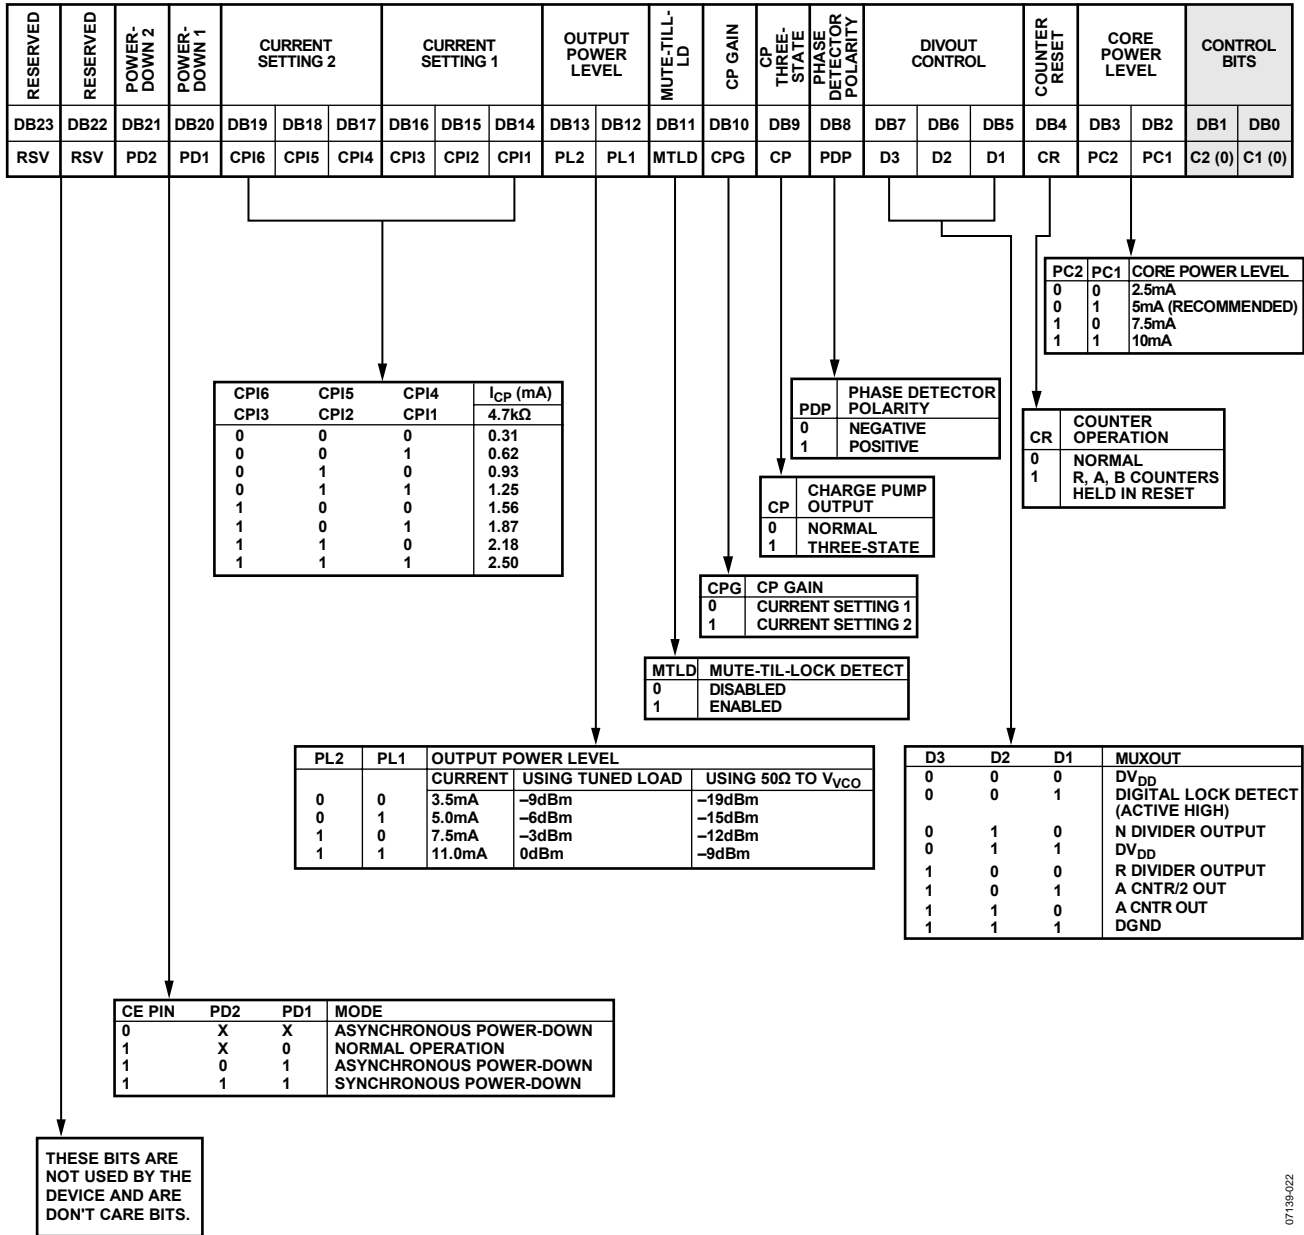 RESERVED
RESERVED
POWER-
DOWN 2
POWER-
DOWN 1
CURRENT
SETTING 2
CURRENT
SETTING 1
OUTPUT
POWER
LEVEL
MUTE-TILL-
LD
CP GAIN
CP
THREE-
STATE
PHASE
DETECTOR
POLARITY
DIVOUT
CONTROL
COUNTER
RESET
CORE
POWER
LEVEL
CONTROL
BITS
DB23 DB22 DB21 DB20 DB19 DB18 DB17 DB16 DB15 DB14 DB13 DB12 DB11 DB10 DB9 DB8 DB7 DB6 DB5 DB4 DB3 DB2 DB1 DB0
RSV RSV PD2 PD1 CPI6 CPI5 CPI4 CPI3 CPI2 CPI1 PL2 PL1 MTLD CPG CP PDP D3 D2 D1 CR PC2 PC1 C2 (0) C1 (0)
PC2 PC1 CORE POWER LEVEL
0 0 2.5mA
0 1 5mA (RECOMMENDED)
1 0 7.5mA
1 1 10mA
CPI6 CPI5 CPI4 ICP (mA)
CPI3 CPI2 CPI1 4.7kΩ
0 0 0 0.31
0 0 1 0.62
0 1 0 0.93
0 1 1 1.25
1 0 0 1.56
1 0 1 1.87
1 1 0 2.18
1 1 1 2.50
PDP PHASE DETECTOR
POLARITY
0 NEGATIVE
1 POSITIVE
CR COUNTER
OPERATION
0 NORMAL
1 R, A, B COUNTERS
HELD IN RESET
CP CHARGE PUMP
OUTPUT
0 NORMAL
1 THREE-STATE
CPG CP GAIN
0 CURRENT SETTING 1
1 CURRENT SETTING 2
MTLD MUTE-TIL-LOCK DETECT
0 DISABLED
1 ENABLED
PL2 PL1 OUTPUT POWER LEVEL
CURRENT USING TUNED LOAD USING 50Ω TO VVCO
0 0 3.5mA –9dBm –19dBm
0 1 5.0mA –6dBm –15dBm
1 0 7.5mA –3dBm –12dBm
1 1 11.0mA 0dBm –9dBm
D3 D2 D1 MUXOUT
0 0 0 DVDD
0 0 1 DIGITAL LOCK DETECT
(ACTIVE HIGH)
0 1 0 N DIVIDER OUTPUT
0 1 1 DVDD
1 0 0 R DIVIDER OUTPUT
1 0 1 A CNTR/2 OUT
1 1 0 A CNTR OUT
1 1 1 DGND
CE PIN PD2 PD1 MODE
0 X X ASYNCHRONOUS POWER-DOWN
1 X 0 NORMAL OPERATION
1 0 1 ASYNCHRONOUS POWER-DOWN
1 1 1 SYNCHRONOUS POWER-DOWN
THESE BITS ARE
NOT USED BY THE
DEVICE AND ARE
DON'T CARE BITS.
07139-022